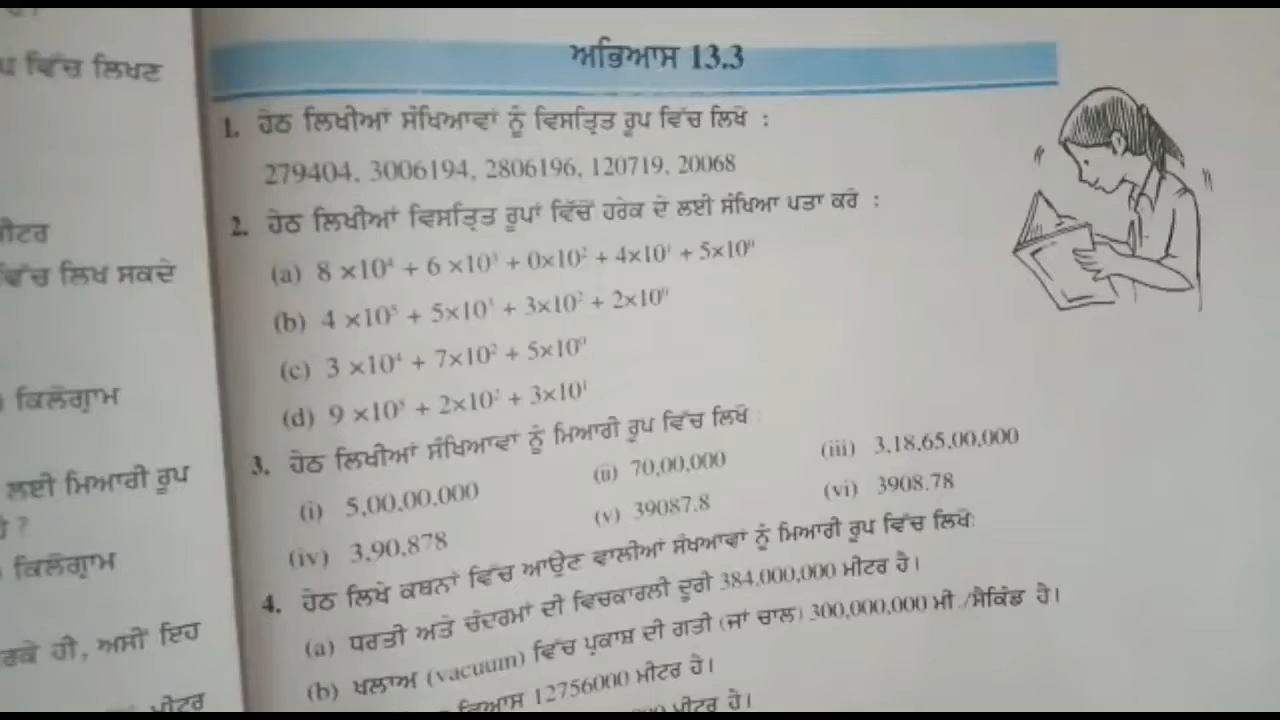 ਪ ਵਿੱਚ ਲਿਖਣ
ਮੀਟਰ
ਵਿੱਚ ਲਿਖ ਸਕਦੇ
ਕਿਲੋਗ੍ਰਾਮ
ਲਈ ਮਿਆਰੀ ਰੂਪ
ਹੈ ?
ਕਿਲੋਗ੍ਰਾਮ
ਕਰਕੇ ਹੀ, ਅਸੀਂ ਇਹ
ਮੀਟਰ
ਅਭਿਆਸ 13.3
1. ਹੇਠ ਲਿਖੀਆਂ ਸੰਖਿਆਵਾਂ ਨੂੰ ਵਿਸਤ੍ਰਿਤ ਰੂਪ ਵਿੱਚ ਲਿਖੋ :
279404, 3006194, 2806196, 120719, 20068
2. ਹੇਠ ਲਿਖੀਆਂ ਵਿਸਤ੍ਰਿਤ ਰੂਪਾਂ ਵਿੱਚੋਂ ਹਰੇਕ ਦੇ ਲਈ ਸੰਖਿਆ ਪਤਾ ਕਰੋ :
(a) 8 ×10⁴ + 6 ×10³ + 0×10² + 4×10¹ + 5×10⁰
(b) 4 ×10⁵ + 5×10³ + 3×10² + 2×10⁰
(c) 3 ×10⁴ + 7×10² + 5×10⁰
(d) 9 ×10⁵ + 2×10² + 3×10¹
3. ਹੇਠ ਲਿਖੀਆਂ ਸੰਖਿਆਵਾਂ ਨੂੰ ਮਿਆਰੀ ਰੂਪ ਵਿੱਚ ਲਿਖੋ :
(i) 5,00,00,000 (ii) 70,00,000 (iii) 3,18,65,00,000
(iv) 3,90,878 (v) 39087.8 (vi) 3908.78
4. ਹੇਠ ਲਿਖੇ ਕਥਨਾਂ ਵਿੱਚ ਆਉਣ ਵਾਲੀਆਂ ਸੰਖਆਵਾਂ ਨੂੰ ਮਿਆਰੀ ਰੂਪ ਵਿੱਚ ਲਿਖੋ:
(a) ਧਰਤੀ ਅਤੇ ਚੰਦਰਮਾਂ ਦੀ ਵਿਚਕਾਰਲੀ ਦੂਰੀ 384,000,000 ਮੀਟਰ ਹੈ।
(b) ਖਲਾਅ (vacuum) ਵਿੱਚ ਪ੍ਰਕਾਸ਼ ਦੀ ਗਤੀ (ਜਾਂ ਚਾਲ) 300,000,000 ਮੀ./ਸੈਕਿੰਡ ਹੈ।
ਵਿਆਸ 12756000 ਮੀਟਰ ਹੈ।
ਮੀਟਰ ਹੈ।